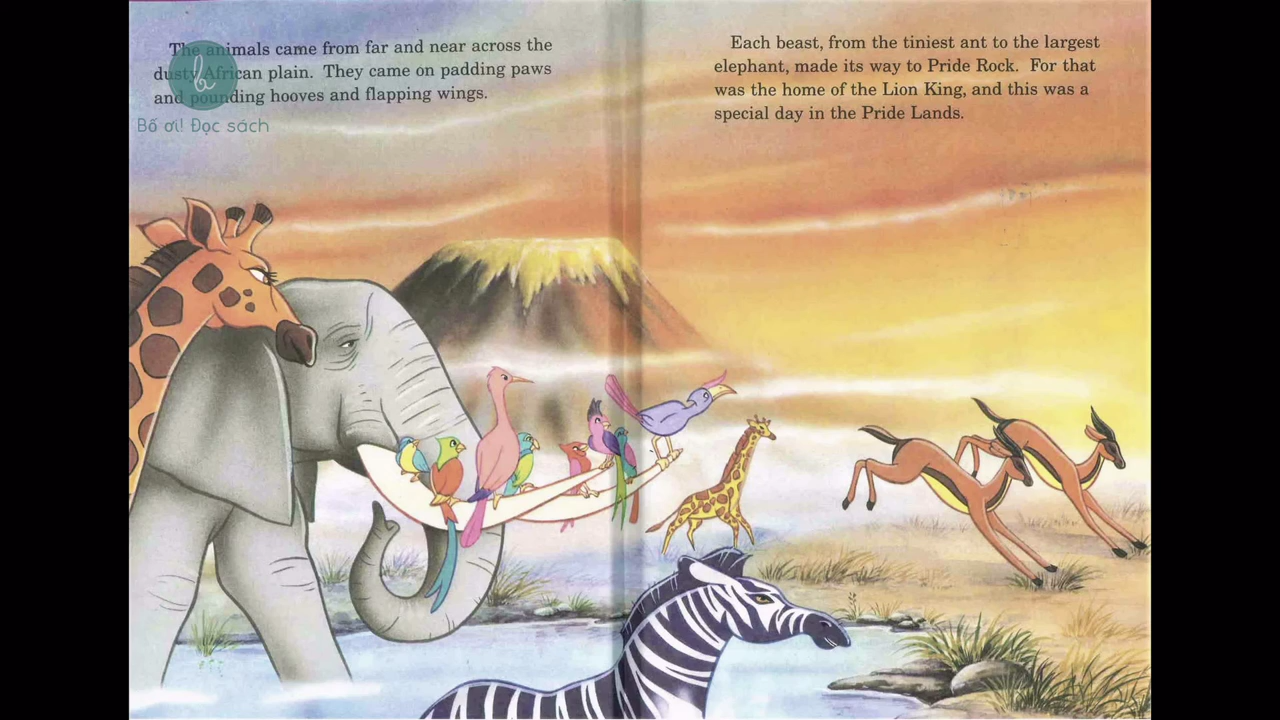 The animals came from far and near across the
dusty African plain. They came on padding paws
and pounding hooves and flapping wings.
b
Bố ơi! Đọc sách
Each beast, from the tiniest ant to the largest
elephant, made its way to Pride Rock. For that
was the home of the Lion King, and this was a
special day in the Pride Lands.